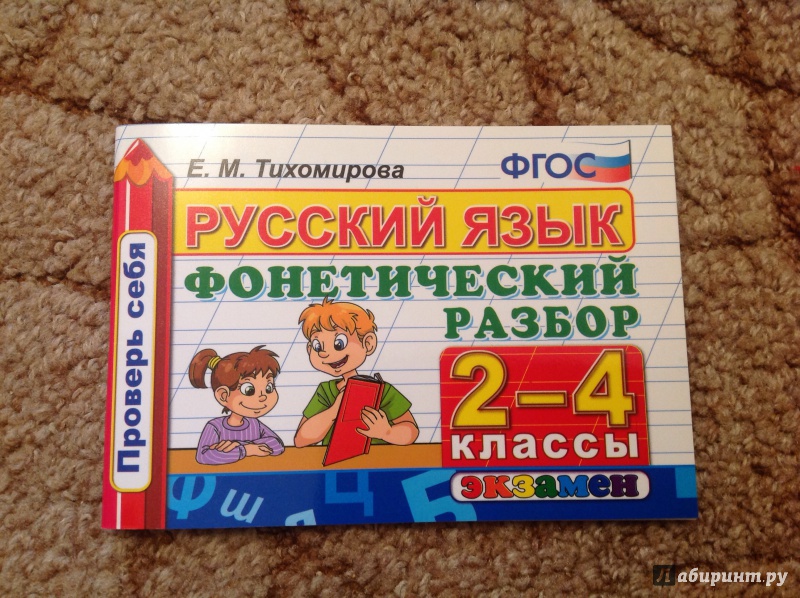 Е. М. Тихомирова
ФГОС
РУССКИЙ ЯЗЫК
ФОНЕТИЧЕСКИЙ
РАЗБОР
2–4
КЛАССЫ
экзамен
Проверь себя
Ф Ш Ц Б
Лабиринт.ру